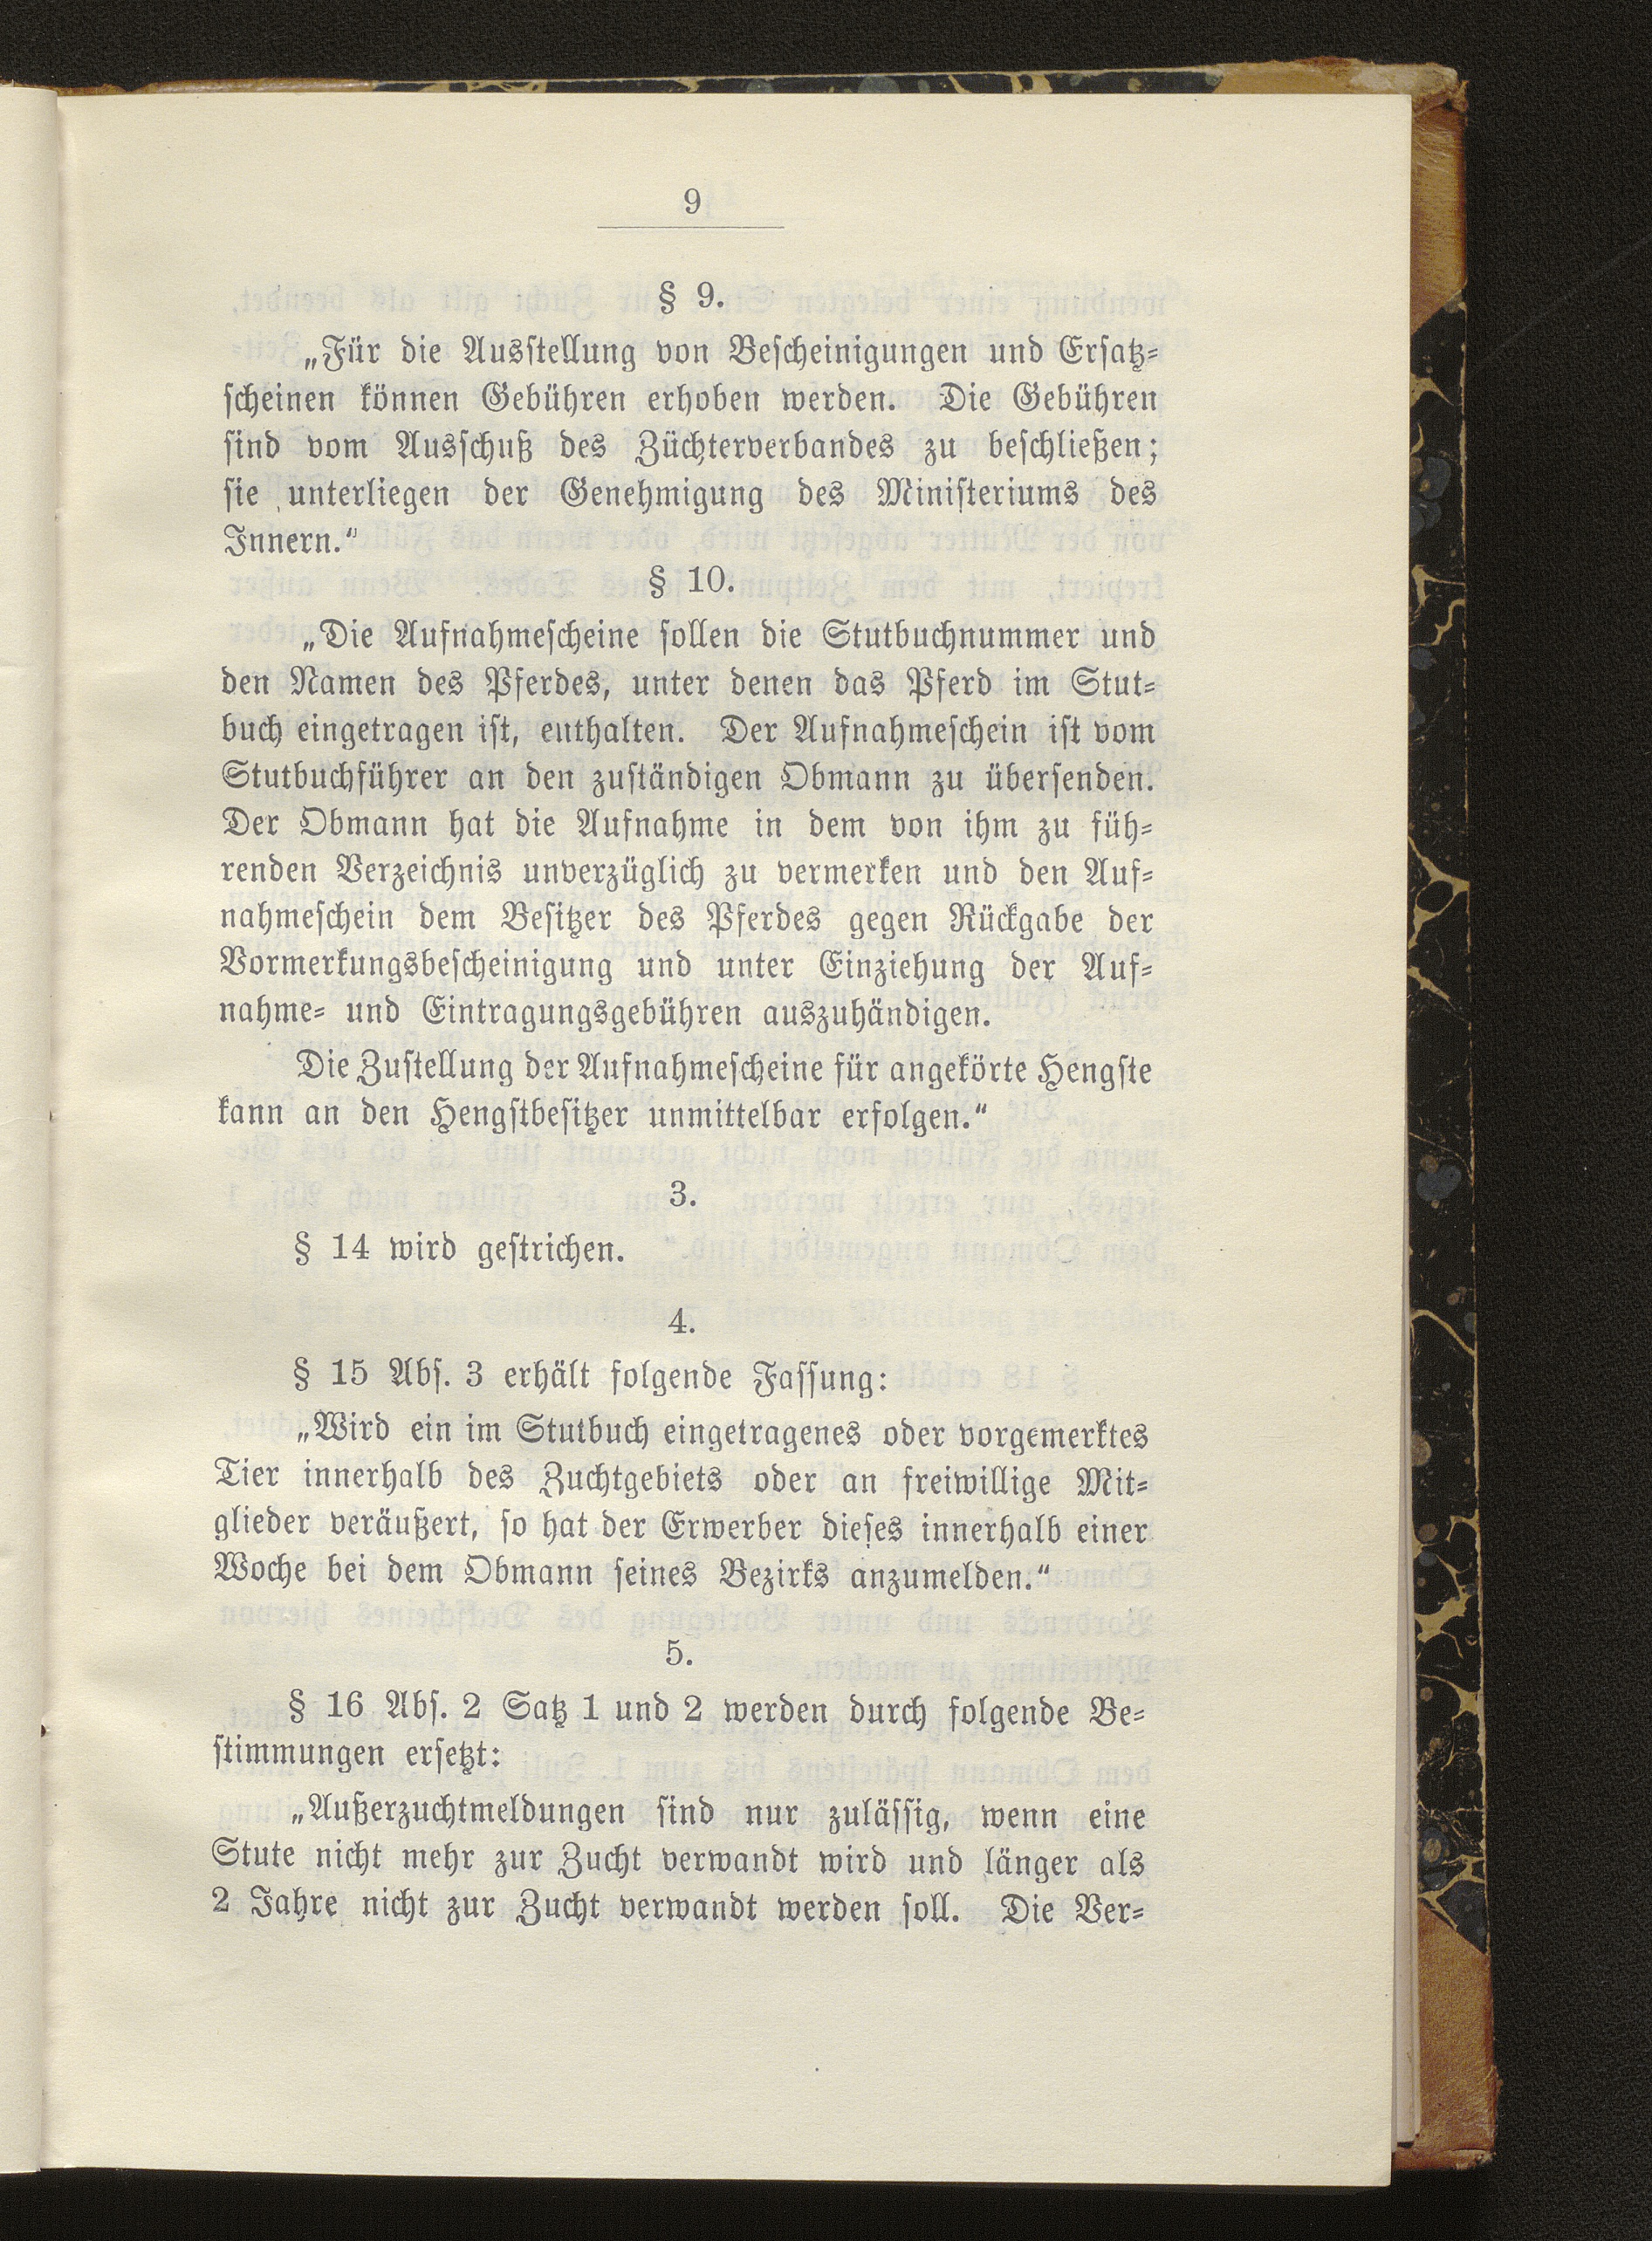 9
§ 9.
„Für die Ausstellung von Bescheinigungen und Ersatz-
scheinen können Gebühren erhoben werden. Die Gebühren
sind vom Ausschuß des Züchterverbandes zu beschließen;
sie unterliegen der Genehmigung des Ministeriums des
Innern.“
§ 10.
„Die Aufnahmescheine sollen die Stutbuchnummer und
den Namen des Pferdes, unter denen das Pferd im Stut-
buch eingetragen ist, enthalten. Der Aufnahmeschein ist vom
Stutbuchführer an den zuständigen Obmann zu übersenden.
Der Obmann hat die Aufnahme in dem von ihm zu füh-
renden Verzeichnis unverzüglich zu vermerken und den Auf-
nahmeschein dem Besitzer des Pferdes gegen Rückgabe der
Vormerkungsbescheinigung und unter Einziehung der Auf-
nahme- und Eintragungsgebühren auszuhändigen.
Die Zustellung der Aufnahmescheine für angekörte Hengste
kann an den Hengstbesitzer unmittelbar erfolgen.“
3.
§ 14 wird gestrichen.
4.
§ 15 Abs. 3 erhält folgende Fassung:
„Wird ein im Stutbuch eingetragenes oder vorgemerktes
Tier innerhalb des Zuchtgebiets oder an freiwillige Mit-
glieder veräußert, so hat der Erwerber dieses innerhalb einer
Woche bei dem Obmann seines Bezirks anzumelden.“
5.
§ 16 Abs. 2 Satz 1 und 2 werden durch folgende Be-
stimmungen ersetzt:
„Außerzuchtmeldungen sind nur zulässig, wenn eine
Stute nicht mehr zur Zucht verwandt wird und länger als
2 Jahre nicht zur Zucht verwandt werden soll. Die Ver-